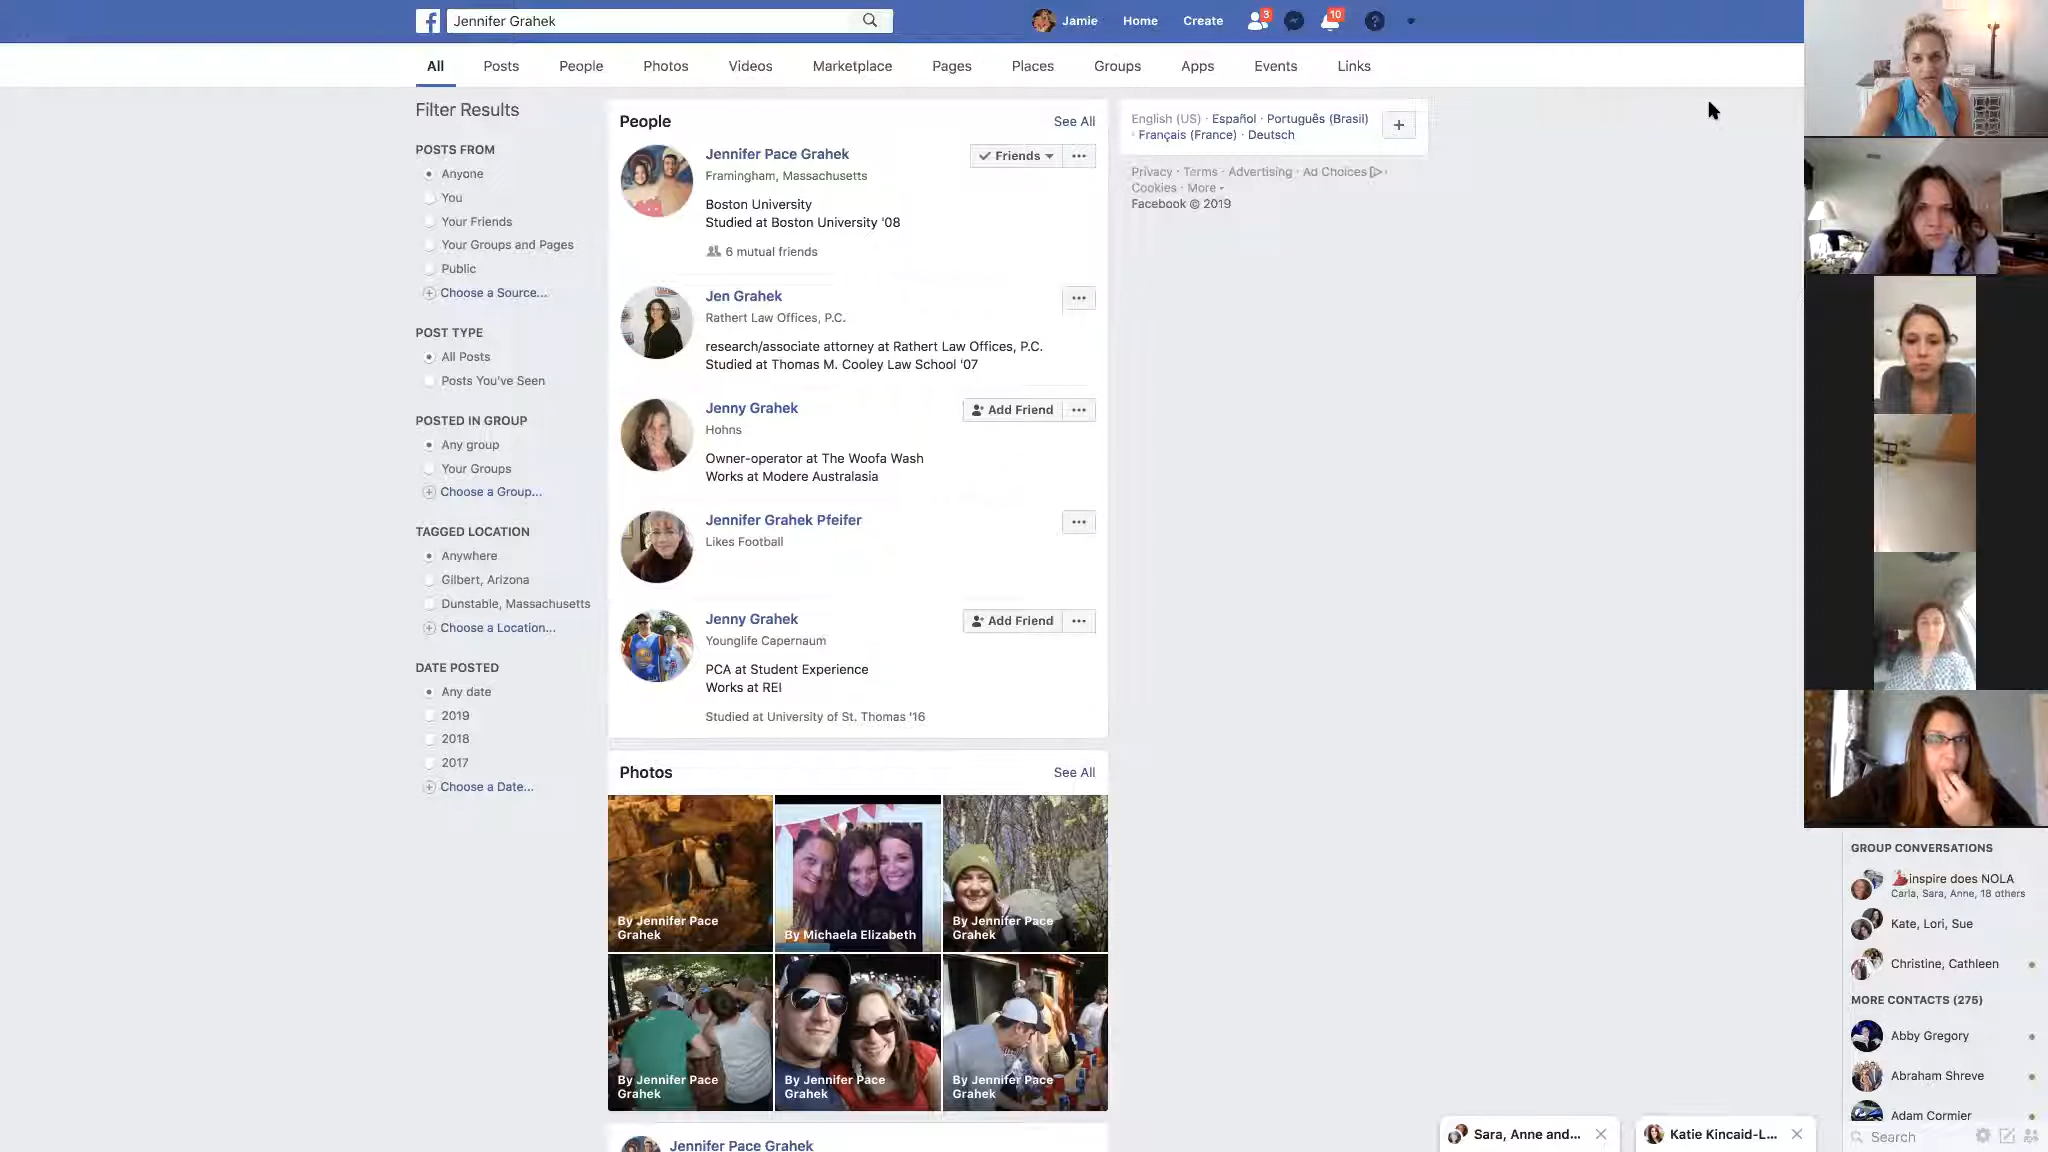 Jennifer Grahek
Jamie
Home
Create
3
10
All
Posts
People
Photos
Videos
Marketplace
Pages
Places
Groups
Apps
Events
Links
Filter Results
POSTS FROM
Anyone
You
Your Friends
Your Groups and Pages
Public
Choose a Source...
POST TYPE
All Posts
Posts You've Seen
POSTED IN GROUP
Any group
Your Groups
Choose a Group...
TAGGED LOCATION
Anywhere
Gilbert, Arizona
Dunstable, Massachusetts
Choose a Location...
DATE POSTED
Any date
2019
2018
2017
Choose a Date...
People
See All
Jennifer Pace Grahek
Framingham, Massachusetts
Boston University
Studied at Boston University '08
6 mutual friends
Friends
Jen Grahek
Rathert Law Offices, P.C.
research/associate attorney at Rathert Law Offices, P.C.
Studied at Thomas M. Cooley Law School '07
Jenny Grahek
Hohns
Owner-operator at The Woofa Wash
Works at Modere Australasia
Add Friend
Jennifer Grahek Pfeifer
Likes Football
Jenny Grahek
Younglife Capernaum
PCA at Student Experience
Works at REI
Studied at University of St. Thomas '16
Add Friend
Photos
See All
By Jennifer Pace
Grahek
By Michaela Elizabeth
By Jennifer Pace
Grahek
By Jennifer Pace
Grahek
By Jennifer Pace
Grahek
By Jennifer Pace
Grahek
Jennifer Pace Grahek
English (US) · Español · Português (Brasil)
· Français (France) · Deutsch
Privacy · Terms · Advertising · Ad Choices
Cookies · More
Facebook © 2019
GROUP CONVERSATIONS
inspire does NOLA
Carla, Sara, Anne, 18 others
Kate, Lori, Sue
Christine, Cathleen
MORE CONTACTS (275)
Abby Gregory
Abraham Shreve
Adam Cormier
Search
Sara, Anne and...
Katie Kincaid-L...